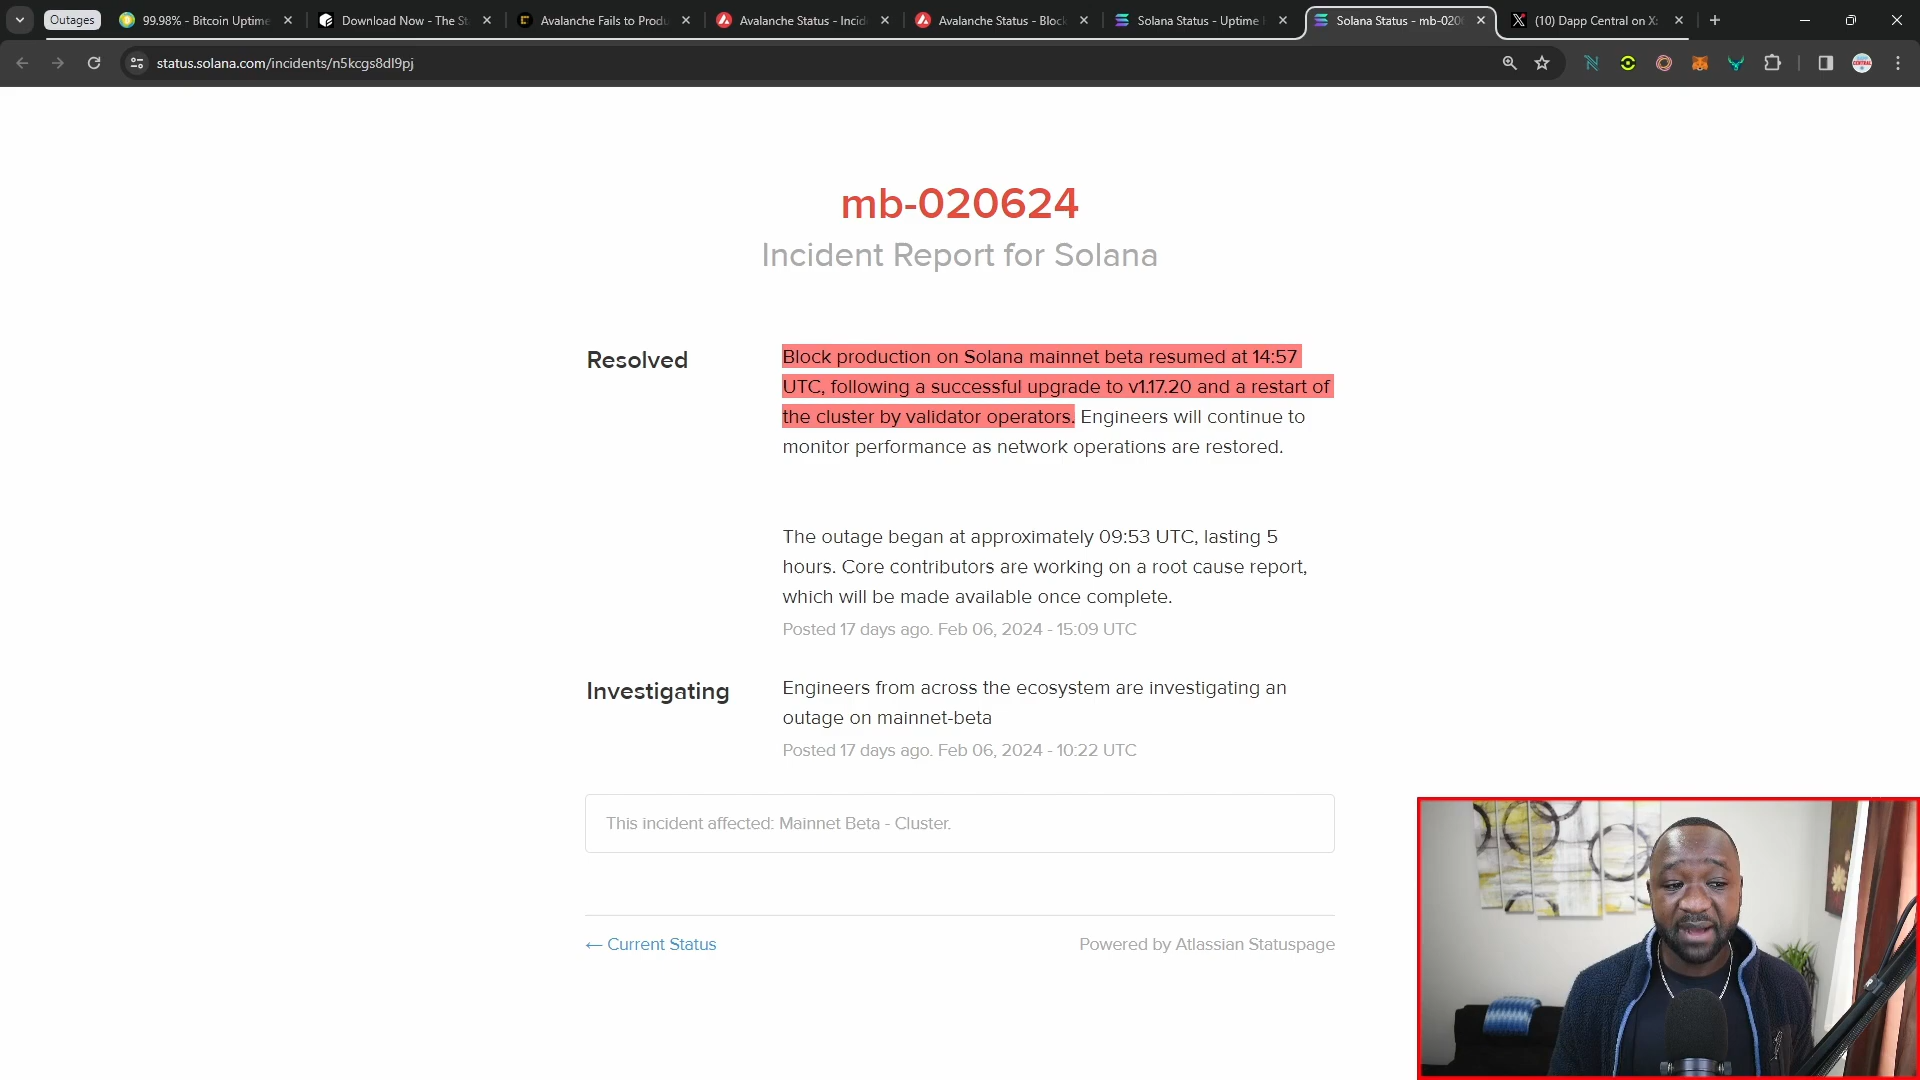 Outages
99.98% - Bitcoin Uptime
Download Now - The St
Avalanche Fails to Produ
Avalanche Status - Incid
Avalanche Status - Block
Solana Status - Uptime
Solana Status - mb-020
(10) Dapp Central on X:
status.solana.com/incidents/n5kcgs8dl9pj
mb-020624
Incident Report for Solana
Resolved
Block production on Solana mainnet beta resumed at 14:57
UTC, following a successful upgrade to v1.17.20 and a restart of
the cluster by validator operators. Engineers will continue to
monitor performance as network operations are restored.
The outage began at approximately 09:53 UTC, lasting 5
hours. Core contributors are working on a root cause report,
which will be made available once complete.
Posted 17 days ago. Feb 06, 2024 - 15:09 UTC
Investigating
Engineers from across the ecosystem are investigating an
outage on mainnet-beta
Posted 17 days ago. Feb 06, 2024 - 10:22 UTC
This incident affected: Mainnet Beta - Cluster.
← Current Status
Powered by Atlassian Statuspage